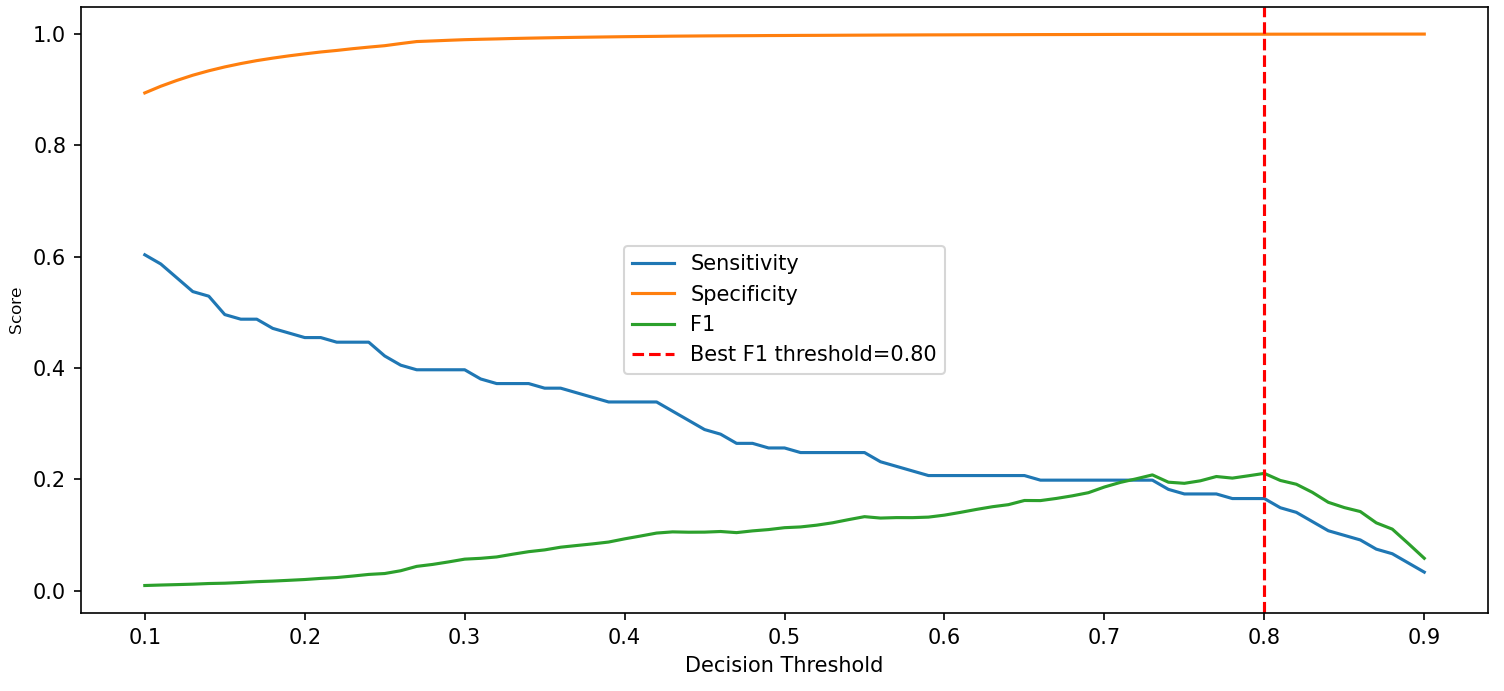 1.0
0.8
0.6
0.4
0.2
0.0
Score
Sensitivity
Specificity
F1
Best F1 threshold=0.80
0.1 0.2 0.3 0.4 0.5 0.6 0.7 0.8 0.9
Decision Threshold